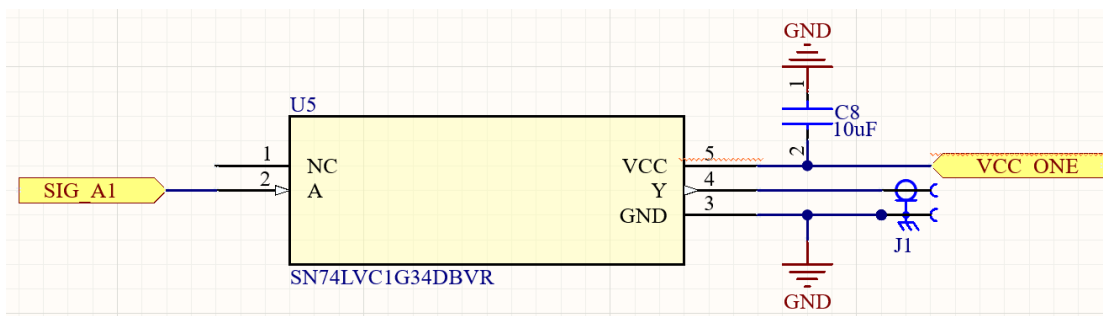 GND
1
C8
10uF
2
U5
1
NC
VCC
5
VCC_ONE
SIG_A1
2
A
Y
4
GND
3
J1
SN74LVC1G34DBVR
GND